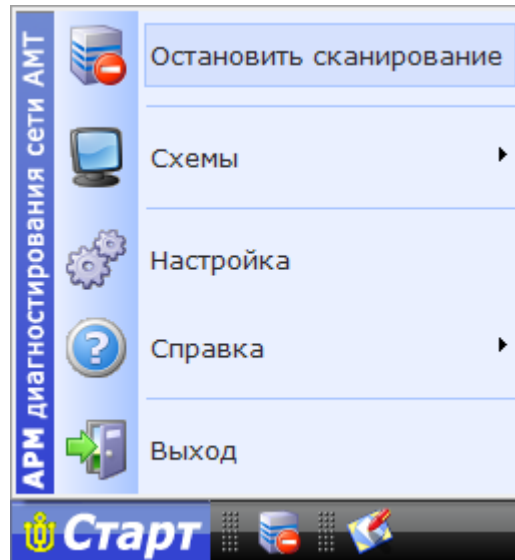 АРМ диагностирования сети АМТ
Остановить сканирование
Схемы
Настройка
Справка
Выход
Старт